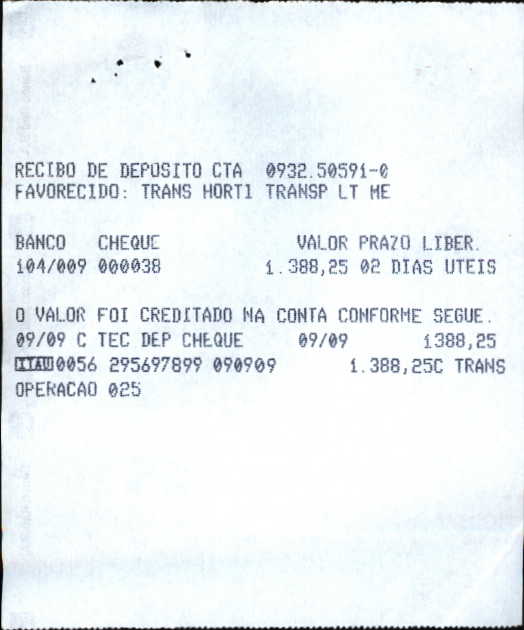 RECIBO DE DEPOSITO CTA 0932.50591-0
FAVORECIDO: TRANS HORTI TRANSP LT ME
BANCO CHEQUE VALOR PRAZO LIBER.
104/009 000038 1.388,25 02 DIAS UTEIS
O VALOR FOI CREDITADO NA CONTA CONFORME SEGUE.
09/09 C TEC DEP CHEQUE 09/09 1388,25
ITAU0056 295697899 090909 1.388,25C TRANS
OPERACAO 025